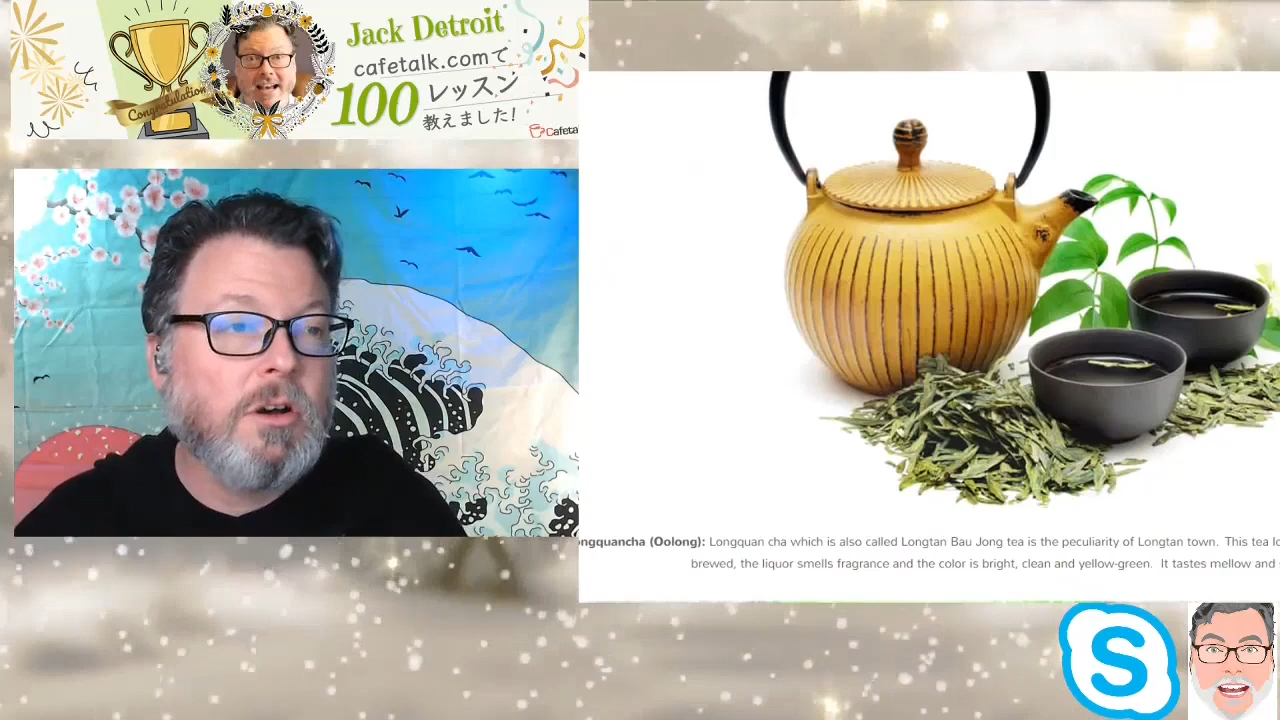 Jack Detroit
cafetalk.comで
100 レッスン
教えました!
Congratulation
Cafeta
ngquancha (Oolong): Longquan cha which is also called Longtan Bau Jong tea is the peculiarity of Longtan town. This tea lo
brewed, the liquor smells fragrance and the color is bright, clean and yellow-green. It tastes mellow and
S